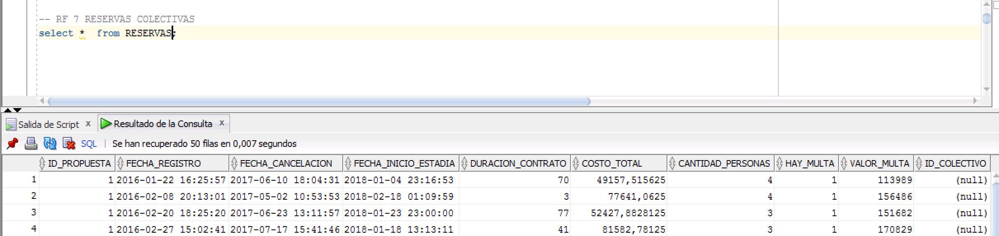 -- RF 7 RESERVAS COLECTIVAS
select *  from RESERVAS;
Salida de Script x Resultado de la Consulta x
SQL | Se han recuperado 50 filas en 0,007 segundos
ID_PROPUESTA FECHA_REGISTRO FECHA_CANCELACION FECHA_INICIO_ESTADIA DURACION_CONTRATO COSTO_TOTAL CANTIDAD_PERSONAS HAY_MULTA VALOR_MULTA ID_COLECTIVO
1 1 2016-01-22 16:25:57 2017-06-10 18:04:31 2018-01-04 23:16:53 70 49157,515625 4 1 113989 (null)
2 1 2016-02-08 20:13:01 2017-05-02 10:53:53 2018-02-18 01:09:59 3 77641,0625 4 1 156486 (null)
3 1 2016-02-20 18:25:20 2017-06-23 13:11:57 2018-01-23 23:00:00 77 52427,8828125 3 1 151682 (null)
4 1 2016-02-27 15:02:41 2017-07-17 15:41:46 2018-01-18 13:13:11 41 81582,78125 3 1 170829 (null)